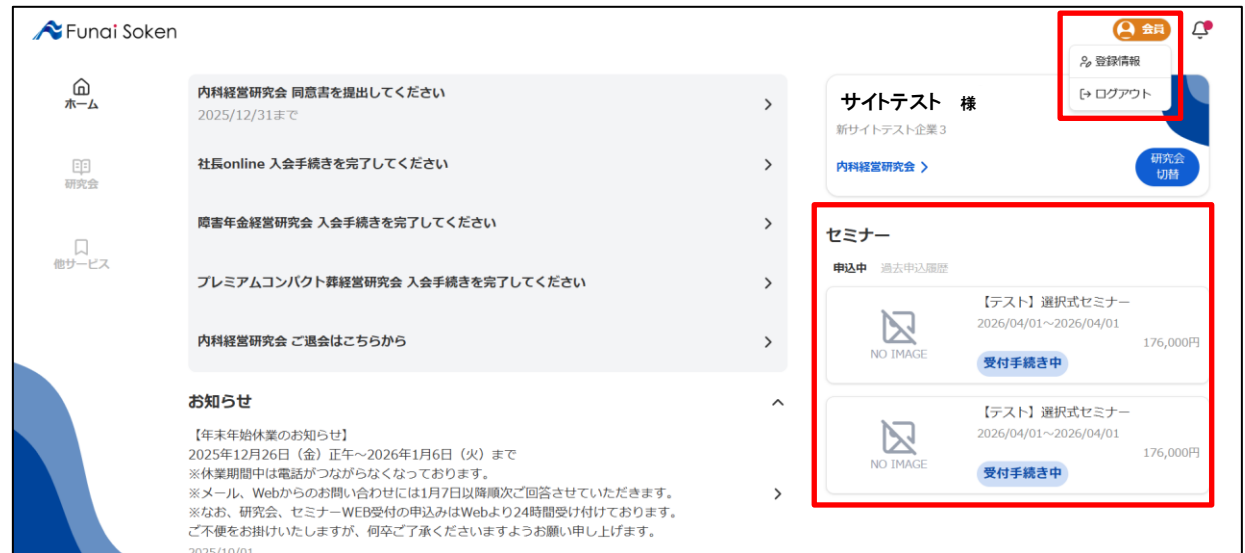 Funai Soken
会員
登録情報
ログアウト
ホーム
研究会
他サービス
内科経営研究会 同意書を提出してください
2025/12/31まで
社長online 入会手続きを完了してください
障害年金経営研究会 入会手続きを完了してください
プレミアムコンパクト葬経営研究会 入会手続きを完了してください
内科経営研究会 ご退会はこちらから
お知らせ
【年末年始休業のお知らせ】
2025年12月26日（金）正午～2026年1月6日（火）まで
※休業期間中は電話がつながらなくなっております。
※メール、Webからのお問い合わせには1月7日以降順次ご回答させていただきます。
※なお、研究会、セミナーWEB受付の申込みはWebより24時間受け付けております。
ご不便をお掛けいたしますが、何卒ご了承くださいますようお願い申し上げます。
2025/10/01
サイトテスト 様
新サイトテスト企業3
内科経営研究会
研究会
切替
セミナー
申込中 過去申込履歴
NO IMAGE
【テスト】選択式セミナー
2026/04/01～2026/04/01
176,000円
受付手続き中
NO IMAGE
【テスト】選択式セミナー
2026/04/01～2026/04/01
176,000円
受付手続き中